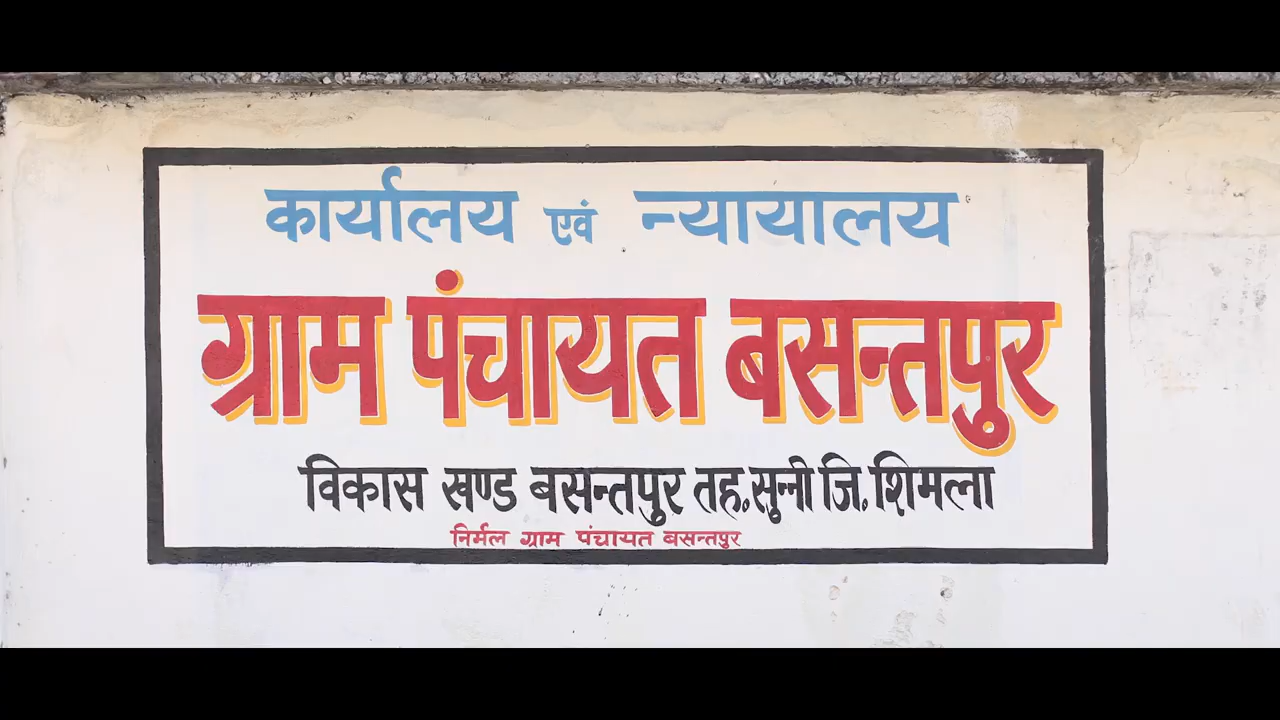 कार्यालय एवं न्यायालय
ग्राम पंचायत बसन्तपुर
विकास खण्ड बसन्तपुर तह.सुन्नी जि.शिमला
निर्मल ग्राम पंचायत बसन्तपुर